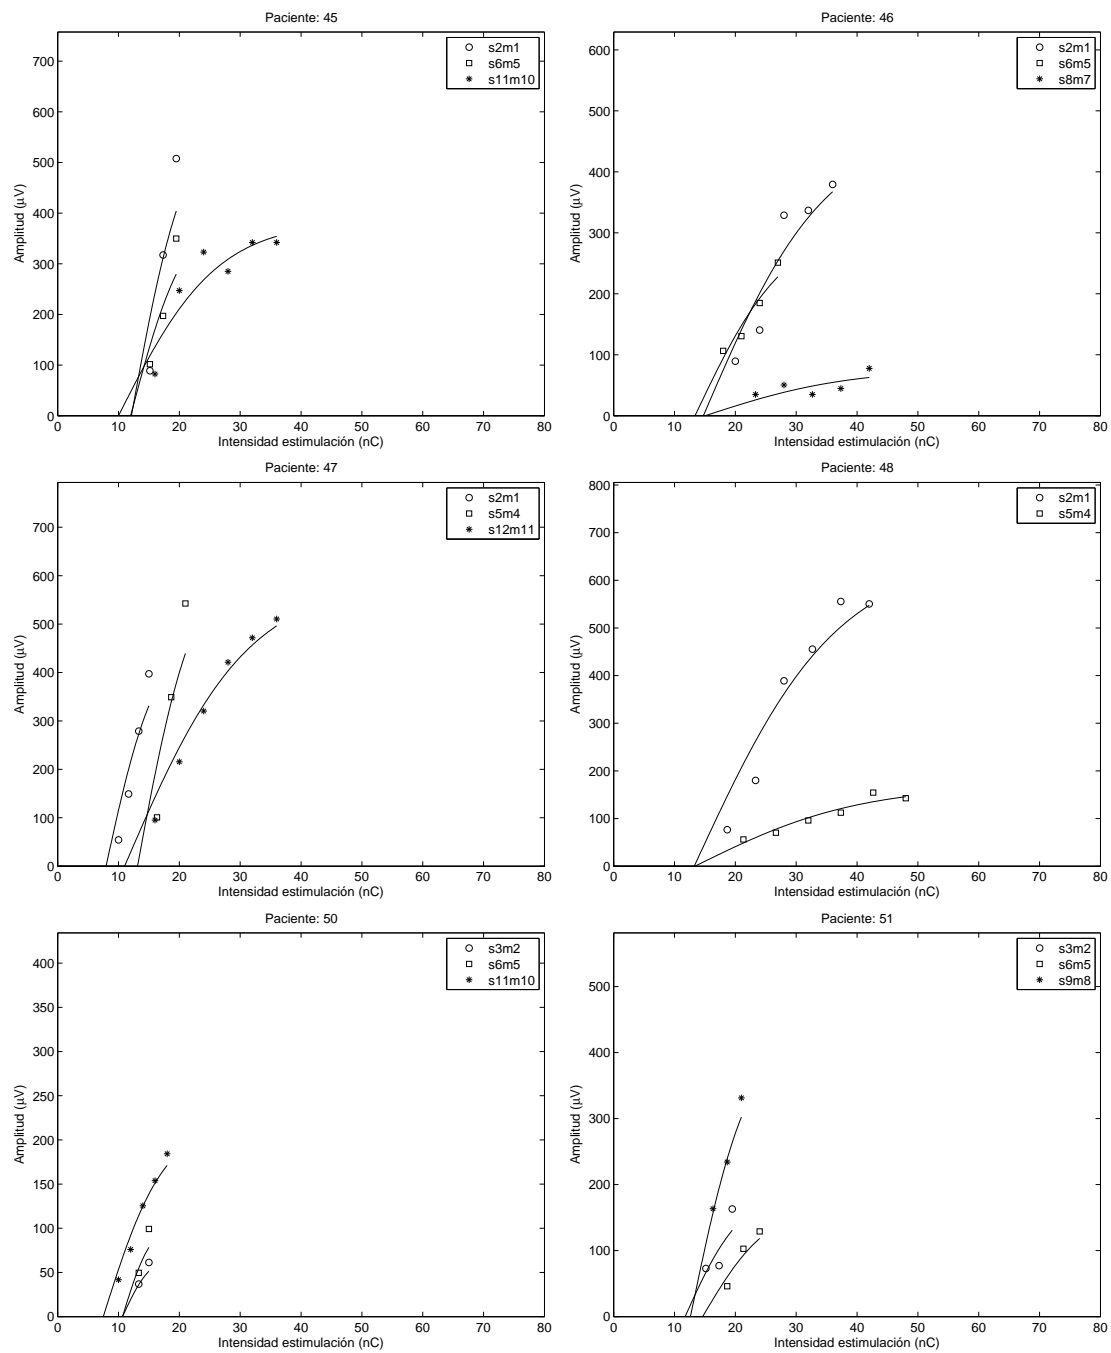 Paciente: 45
s2m1
s6m5
s11m10
Amplitud (µV)
700
600
500
400
300
200
100
0
0 10 20 30 40 50 60 70 80
Intensidad estimulación (nC)
Paciente: 46
s2m1
s6m5
s8m7
Amplitud (µV)
600
500
400
300
200
100
0
0 10 20 30 40 50 60 70 80
Intensidad estimulación (nC)
Paciente: 47
s2m1
s5m4
s12m11
Amplitud (µV)
700
600
500
400
300
200
100
0
0 10 20 30 40 50 60 70 80
Intensidad estimulación (nC)
Paciente: 48
s2m1
s5m4
Amplitud (µV)
800
700
600
500
400
300
200
100
0
0 10 20 30 40 50 60 70 80
Intensidad estimulación (nC)
Paciente: 50
s3m2
s6m5
s11m10
Amplitud (µV)
400
350
300
250
200
150
100
50
0
0 10 20 30 40 50 60 70 80
Intensidad estimulación (nC)
Paciente: 51
s3m2
s6m5
s9m8
Amplitud (µV)
500
400
300
200
100
0
0 10 20 30 40 50 60 70 80
Intensidad estimulación (nC)